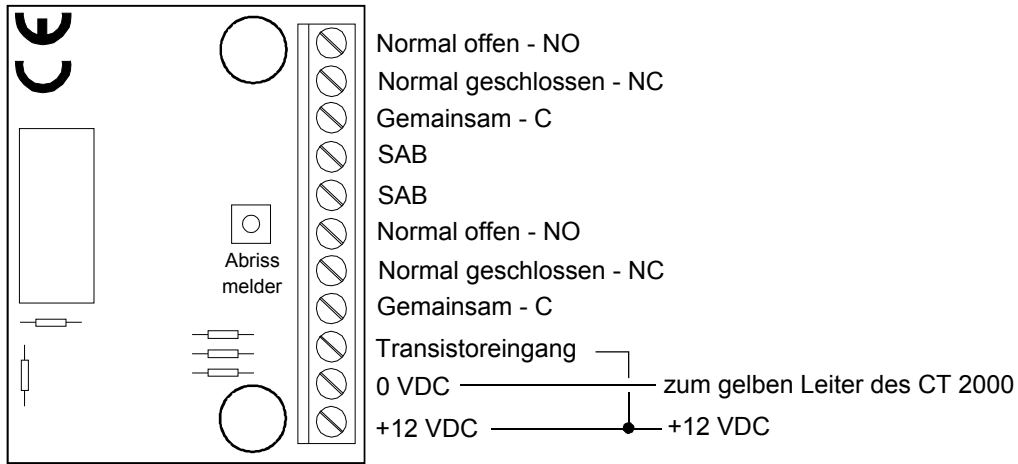 CE
Normal offen - NO
Normal geschlossen - NC
Gemainsam - C
SAB
SAB
Normal offen - NO
Normal geschlossen - NC
Gemainsam - C
Transistoreingang
0 VDC zum gelben Leiter des CT 2000
+12 VDC +12 VDC
Abriss
melder